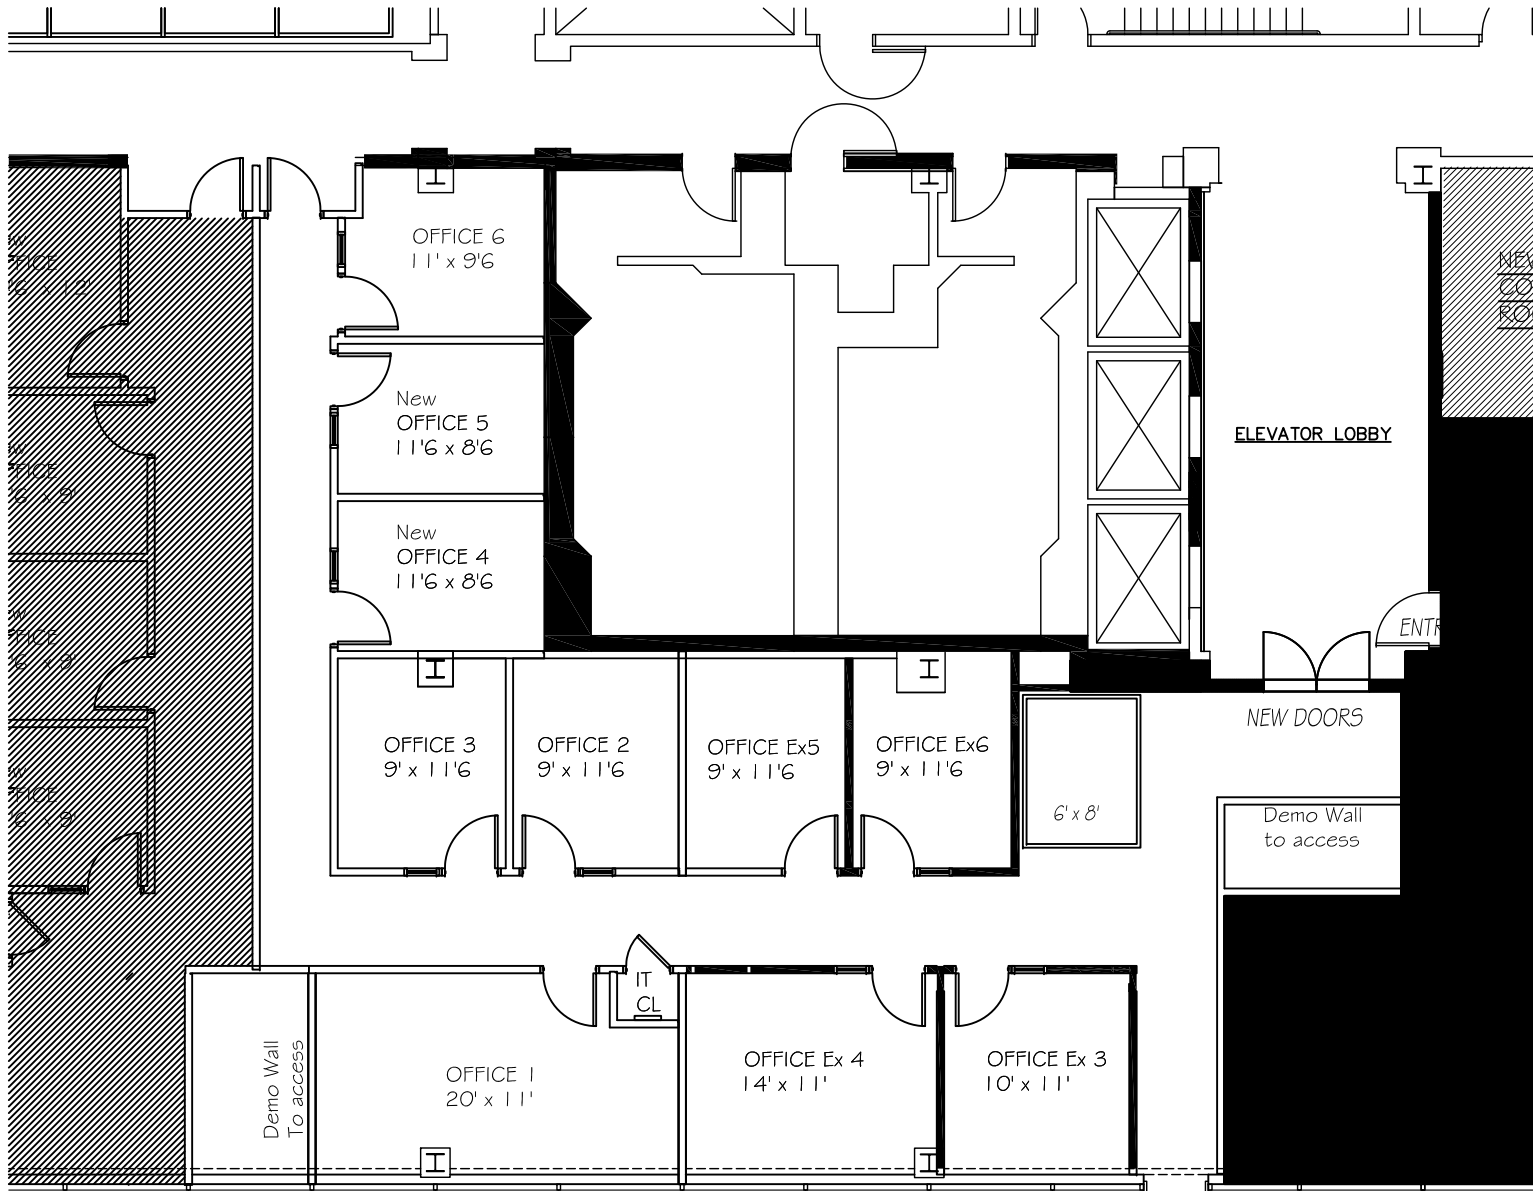 OFFICE 6
11' x 9'6
New
OFFICE 5
11'6 x 8'6
New
OFFICE 4
11'6 x 8'6
OFFICE 3
9' x 11'6
OFFICE 2
9' x 11'6
OFFICE Ex5
9' x 11'6
OFFICE Ex6
9' x 11'6
6' x 8'
ELEVATOR LOBBY
NEW DOORS
Demo Wall
to access
IT
CL
Demo Wall
To access
OFFICE 1
20' x 11'
OFFICE Ex 4
14' x 11'
OFFICE Ex 3
10' x 11'